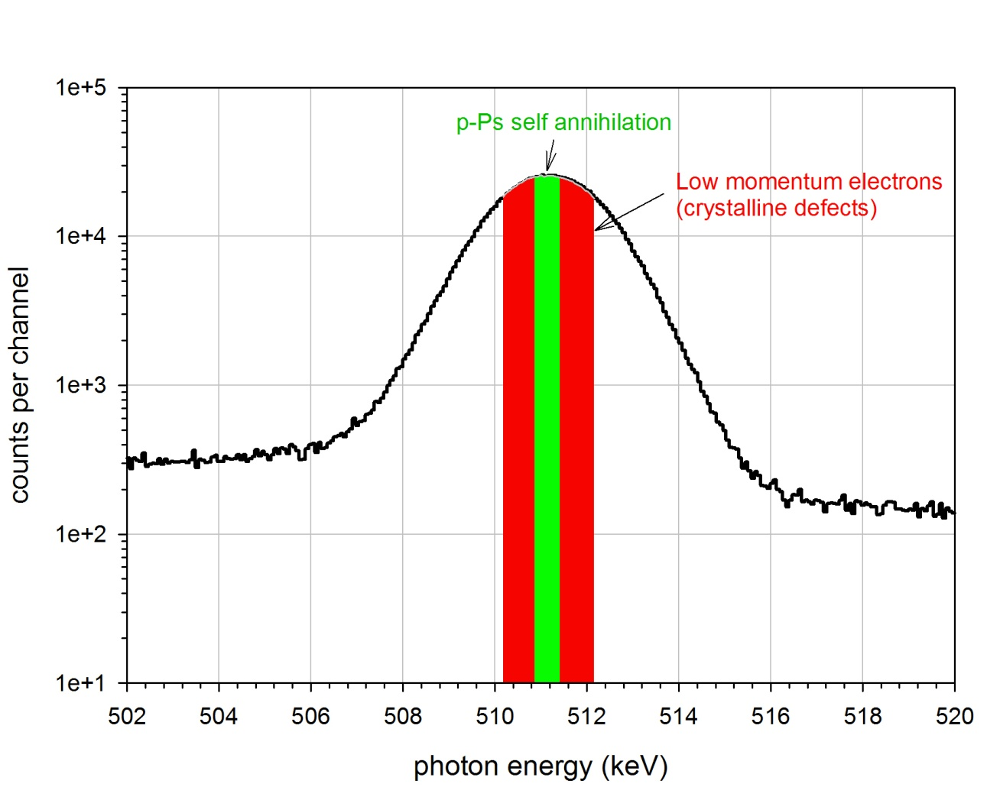 1e+5
p-Ps self annihilation
Low momentum electrons
(crystalline defects)
1e+4
counts per channel
1e+3
1e+2
1e+1
502 504 506 508 510 512 514 516 518 520
photon energy (keV)